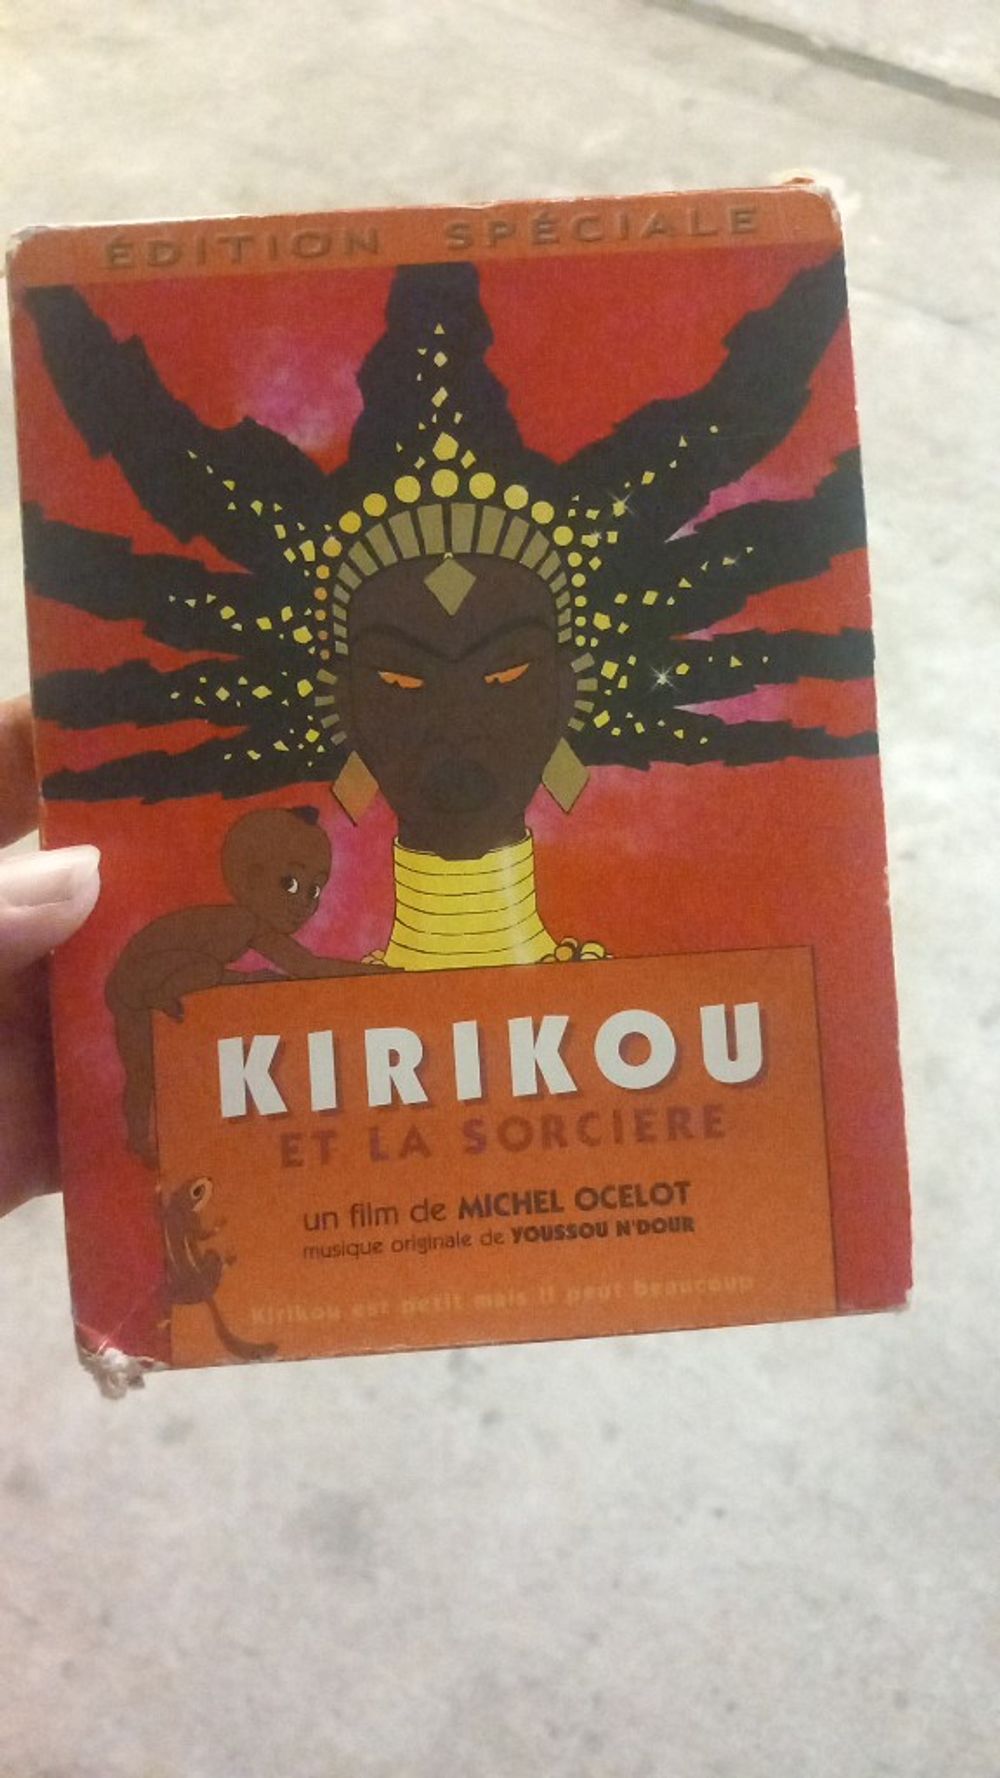 ÉDITION SPÉCIALE
KIRIKOU
ET LA SORCIERE
un film de MICHEL OCELOT
musique originale de YOUSSOU N'DOUR
Kirikou est petit mais il peut beaucoup